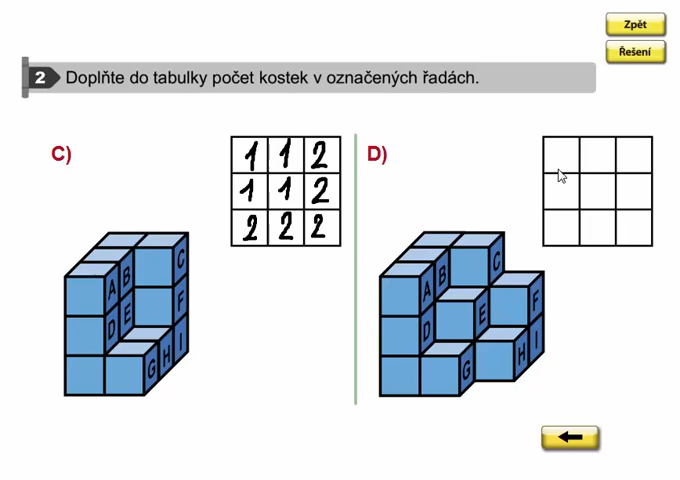 Zpět
Řešení
2 Doplňte do tabulky počet kostek v označených řadách.
C)
1 1 2
1 1 2
2 2 2
D)
A B C
D E F
G H I
A B C
D E F
G H I